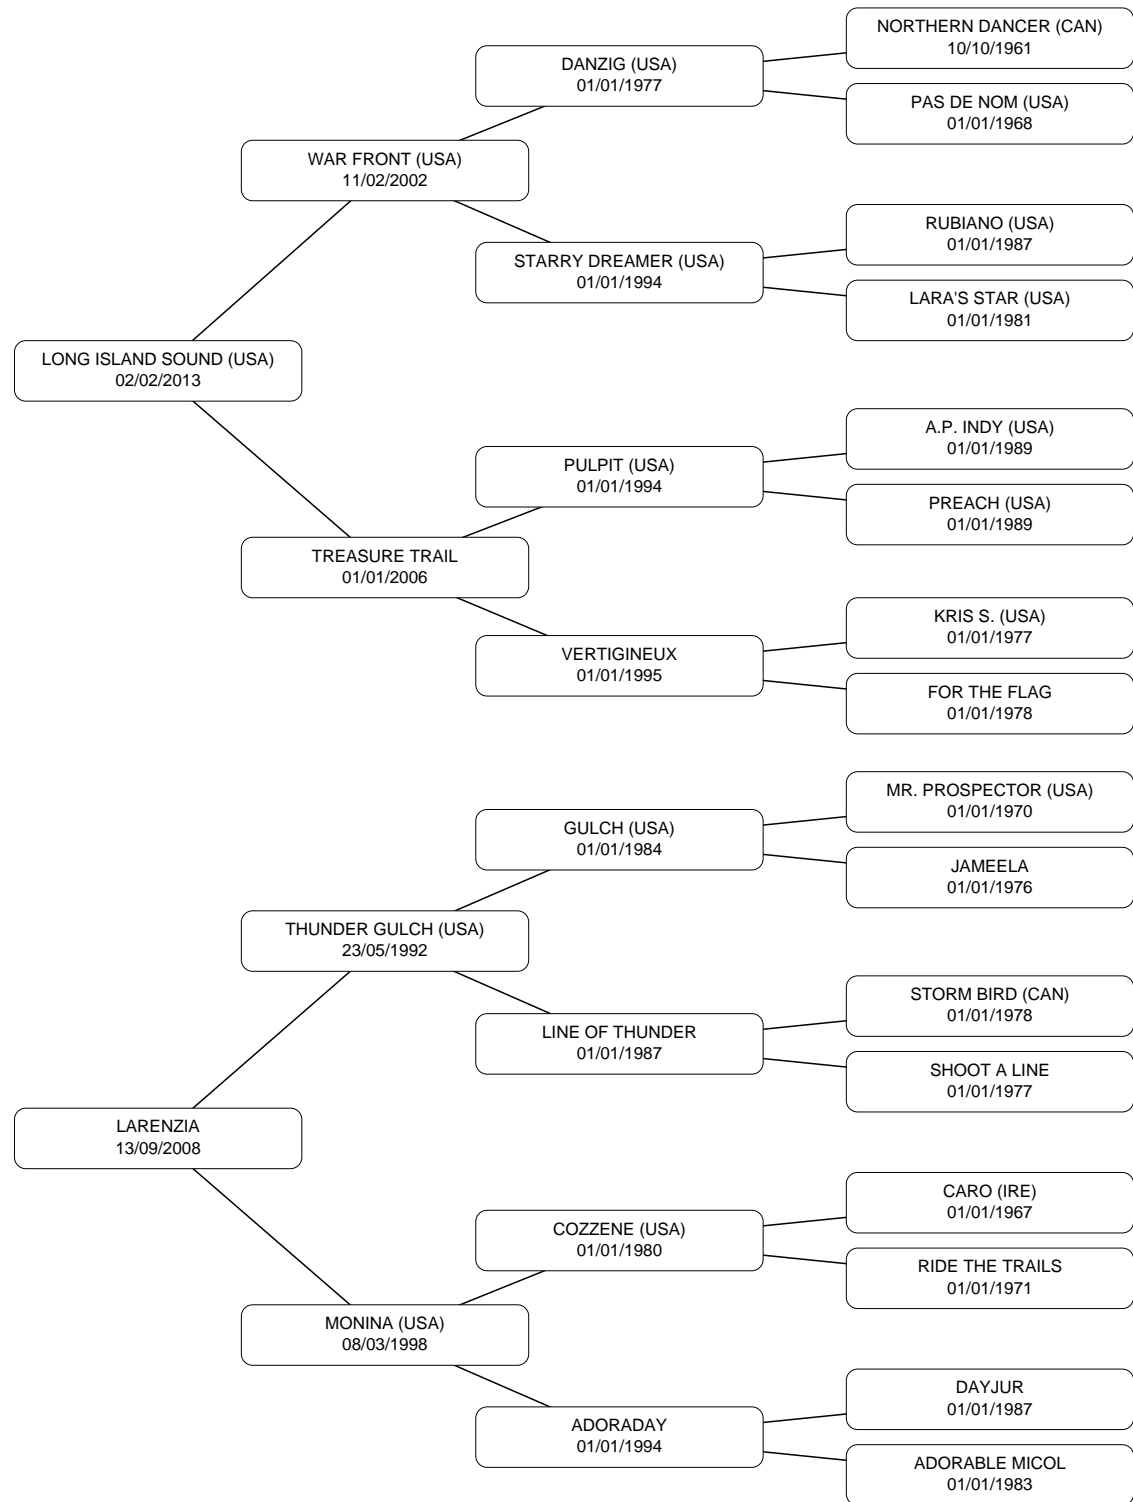 NORTHERN DANCER (CAN)
10/10/1961
DANZIG (USA)
01/01/1977
PAS DE NOM (USA)
01/01/1968
WAR FRONT (USA)
11/02/2002
RUBIANO (USA)
01/01/1987
STARRY DREAMER (USA)
01/01/1994
LARA'S STAR (USA)
01/01/1981
LONG ISLAND SOUND (USA)
02/02/2013
A.P. INDY (USA)
01/01/1989
PULPIT (USA)
01/01/1994
PREACH (USA)
01/01/1989
TREASURE TRAIL
01/01/2006
KRIS S. (USA)
01/01/1977
VERTIGINEUX
01/01/1995
FOR THE FLAG
01/01/1978
MR. PROSPECTOR (USA)
01/01/1970
GULCH (USA)
01/01/1984
JAMEELA
01/01/1976
THUNDER GULCH (USA)
23/05/1992
STORM BIRD (CAN)
01/01/1978
LINE OF THUNDER
01/01/1987
SHOOT A LINE
01/01/1977
LARENZIA
13/09/2008
CARO (IRE)
01/01/1967
COZZENE (USA)
01/01/1980
RIDE THE TRAILS
01/01/1971
MONINA (USA)
08/03/1998
DAYJUR
01/01/1987
ADORADAY
01/01/1994
ADORABLE MICOL
01/01/1983